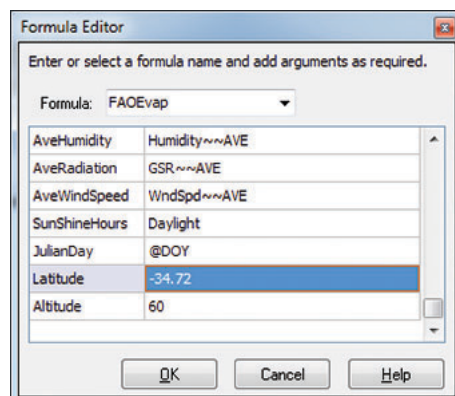 Formula Editor
Enter or select a formula name and add arguments as required.
Formula: FAOEvap
AveHumidity Humidity~~AVE
AveRadiation GSR~~AVE
AveWindSpeed WndSpd~~AVE
SunShineHours Daylight
JulianDay @DOY
Latitude -34.72
Altitude 60
OK Cancel Help